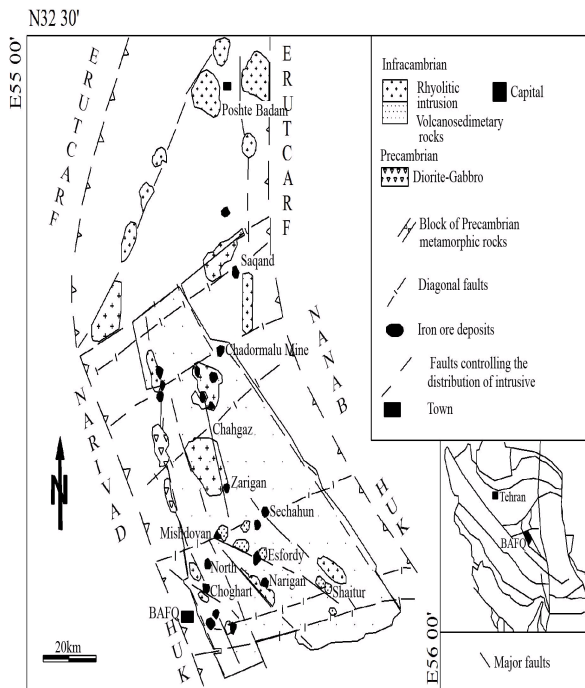 N32 30'
E55 00'
ERUTCARF
ERUTCARF
Poshte Badam
Saqand
Chadormalu Mine
NANAB
HUK
NARIVAD
HUK
Chahgaz
Zarigan
Sechahun
Mishdovan
Esfordy
North
Narigan
Choghart
Shaitur
BAFQ
N
20km
Infracambrian
Rhyolitic
intrusion
Capital
Volcanosedimetary
rocks
Precambrian
Diorite-Gabbro
Block of Precambrian
metamorphic rocks
Diagonal faults
Iron ore deposits
Faults controlling the
distribution of intrusive
Town
Tehran
BAFQ
E56 00'
Major faults